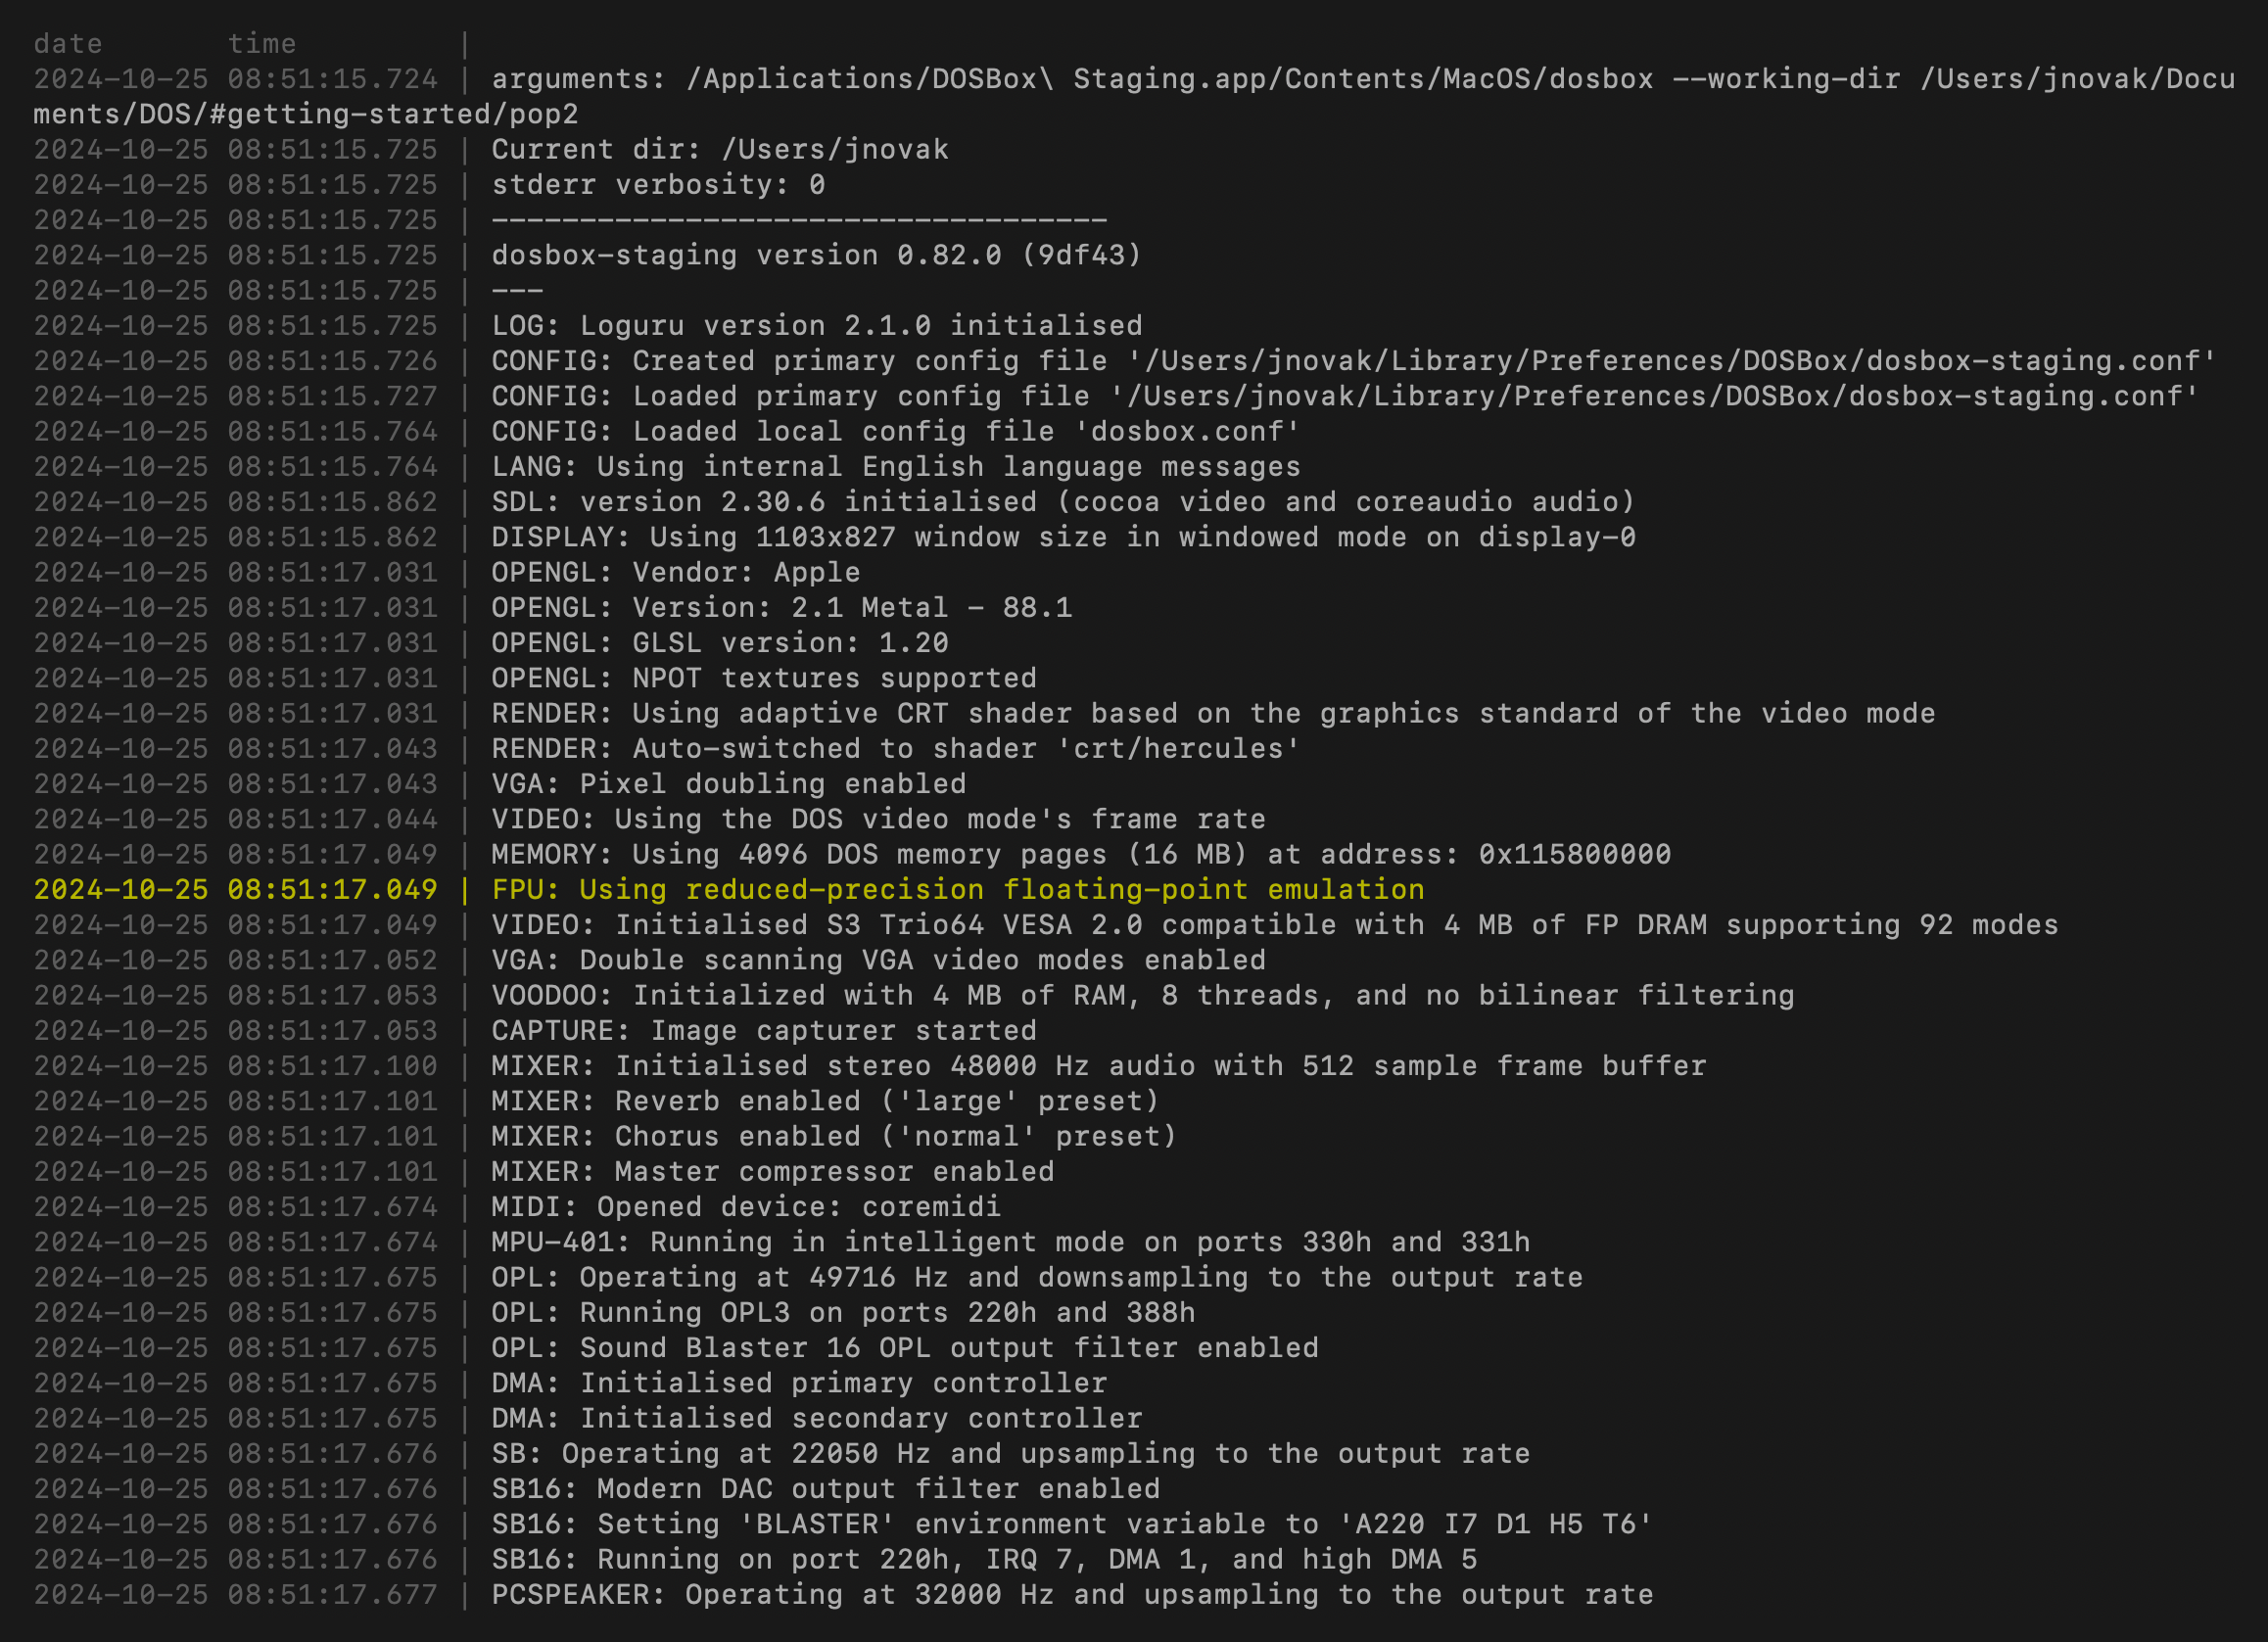 date       time         |
2024-10-25 08:51:15.724 | arguments: /Applications/DOSBox\ Staging.app/Contents/MacOS/dosbox --working-dir /Users/jnovak/Docu
ments/DOS/#getting-started/pop2
2024-10-25 08:51:15.725 | Current dir: /Users/jnovak
2024-10-25 08:51:15.725 | stderr verbosity: 0
2024-10-25 08:51:15.725 | -----------------------------------
2024-10-25 08:51:15.725 | dosbox-staging version 0.82.0 (9df43)
2024-10-25 08:51:15.725 | ---
2024-10-25 08:51:15.725 | LOG: Loguru version 2.1.0 initialised
2024-10-25 08:51:15.726 | CONFIG: Created primary config file '/Users/jnovak/Library/Preferences/DOSBox/dosbox-staging.conf'
2024-10-25 08:51:15.727 | CONFIG: Loaded primary config file '/Users/jnovak/Library/Preferences/DOSBox/dosbox-staging.conf'
2024-10-25 08:51:15.764 | CONFIG: Loaded local config file 'dosbox.conf'
2024-10-25 08:51:15.764 | LANG: Using internal English language messages
2024-10-25 08:51:15.862 | SDL: version 2.30.6 initialised (cocoa video and coreaudio audio)
2024-10-25 08:51:15.862 | DISPLAY: Using 1103x827 window size in windowed mode on display-0
2024-10-25 08:51:17.031 | OPENGL: Vendor: Apple
2024-10-25 08:51:17.031 | OPENGL: Version: 2.1 Metal - 88.1
2024-10-25 08:51:17.031 | OPENGL: GLSL version: 1.20
2024-10-25 08:51:17.031 | OPENGL: NPOT textures supported
2024-10-25 08:51:17.031 | RENDER: Using adaptive CRT shader based on the graphics standard of the video mode
2024-10-25 08:51:17.043 | RENDER: Auto-switched to shader 'crt/hercules'
2024-10-25 08:51:17.043 | VGA: Pixel doubling enabled
2024-10-25 08:51:17.044 | VIDEO: Using the DOS video mode's frame rate
2024-10-25 08:51:17.049 | MEMORY: Using 4096 DOS memory pages (16 MB) at address: 0x115800000
2024-10-25 08:51:17.049 | FPU: Using reduced-precision floating-point emulation
2024-10-25 08:51:17.049 | VIDEO: Initialised S3 Trio64 VESA 2.0 compatible with 4 MB of FP DRAM supporting 92 modes
2024-10-25 08:51:17.052 | VGA: Double scanning VGA video modes enabled
2024-10-25 08:51:17.053 | VOODOO: Initialized with 4 MB of RAM, 8 threads, and no bilinear filtering
2024-10-25 08:51:17.053 | CAPTURE: Image capturer started
2024-10-25 08:51:17.100 | MIXER: Initialised stereo 48000 Hz audio with 512 sample frame buffer
2024-10-25 08:51:17.101 | MIXER: Reverb enabled ('large' preset)
2024-10-25 08:51:17.101 | MIXER: Chorus enabled ('normal' preset)
2024-10-25 08:51:17.101 | MIXER: Master compressor enabled
2024-10-25 08:51:17.674 | MIDI: Opened device: coremidi
2024-10-25 08:51:17.674 | MPU-401: Running in intelligent mode on ports 330h and 331h
2024-10-25 08:51:17.675 | OPL: Operating at 49716 Hz and downsampling to the output rate
2024-10-25 08:51:17.675 | OPL: Running OPL3 on ports 220h and 388h
2024-10-25 08:51:17.675 | OPL: Sound Blaster 16 OPL output filter enabled
2024-10-25 08:51:17.675 | DMA: Initialised primary controller
2024-10-25 08:51:17.675 | DMA: Initialised secondary controller
2024-10-25 08:51:17.676 | SB: Operating at 22050 Hz and upsampling to the output rate
2024-10-25 08:51:17.676 | SB16: Modern DAC output filter enabled
2024-10-25 08:51:17.676 | SB16: Setting 'BLASTER' environment variable to 'A220 I7 D1 H5 T6'
2024-10-25 08:51:17.676 | SB16: Running on port 220h, IRQ 7, DMA 1, and high DMA 5
2024-10-25 08:51:17.677 | PCSPEAKER: Operating at 32000 Hz and upsampling to the output rate